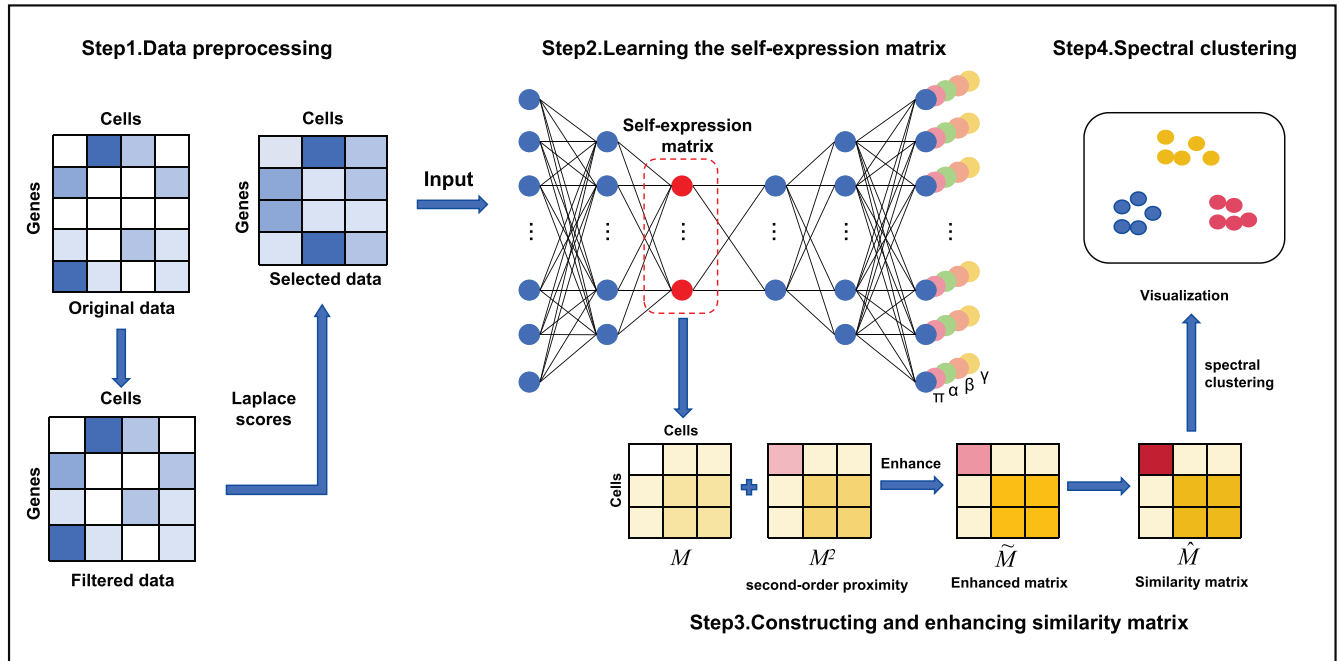 Step1.Data preprocessing
Cells
Genes
Original data
Cells
Genes
Filtered data
Laplace
scores
Cells
Genes
Selected data
Input
Step2.Learning the self-expression matrix
Self-expression
matrix
⋮
⋮
⋮
⋮
⋮
⋮
π α β γ
Cells
Cells
M
M²
second-order proximity
Enhance
M̃
Enhanced matrix
M̂
Similarity matrix
Step3.Constructing and enhancing similarity matrix
Step4.Spectral clustering
Visualization
spectral
clustering